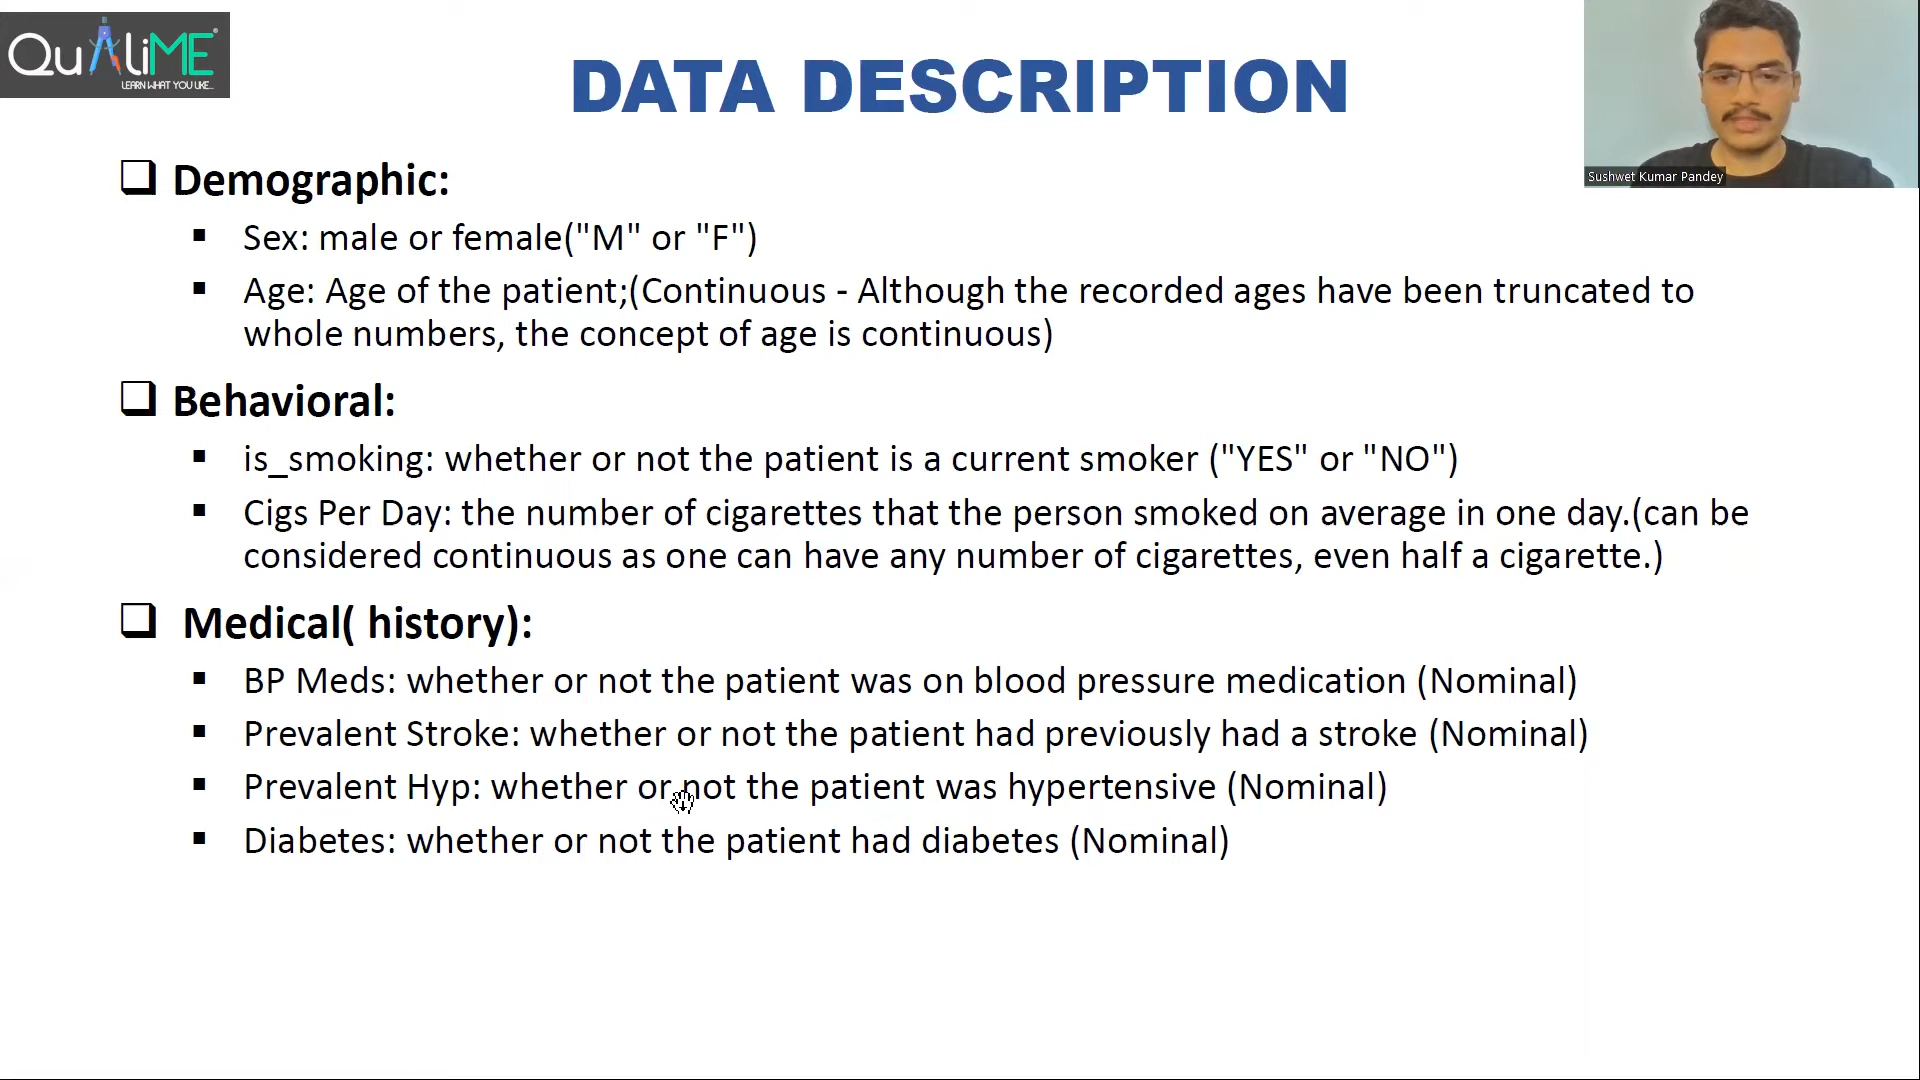 QuALiME
LEARN WHAT YOU LIKE...
DATA DESCRIPTION
Sushwet Kumar Pandey
Demographic:
Sex: male or female("M" or "F")
Age: Age of the patient;(Continuous - Although the recorded ages have been truncated to
whole numbers, the concept of age is continuous)
Behavioral:
is_smoking: whether or not the patient is a current smoker ("YES" or "NO")
Cigs Per Day: the number of cigarettes that the person smoked on average in one day.(can be
considered continuous as one can have any number of cigarettes, even half a cigarette.)
Medical( history):
BP Meds: whether or not the patient was on blood pressure medication (Nominal)
Prevalent Stroke: whether or not the patient had previously had a stroke (Nominal)
Prevalent Hyp: whether or not the patient was hypertensive (Nominal)
Diabetes: whether or not the patient had diabetes (Nominal)